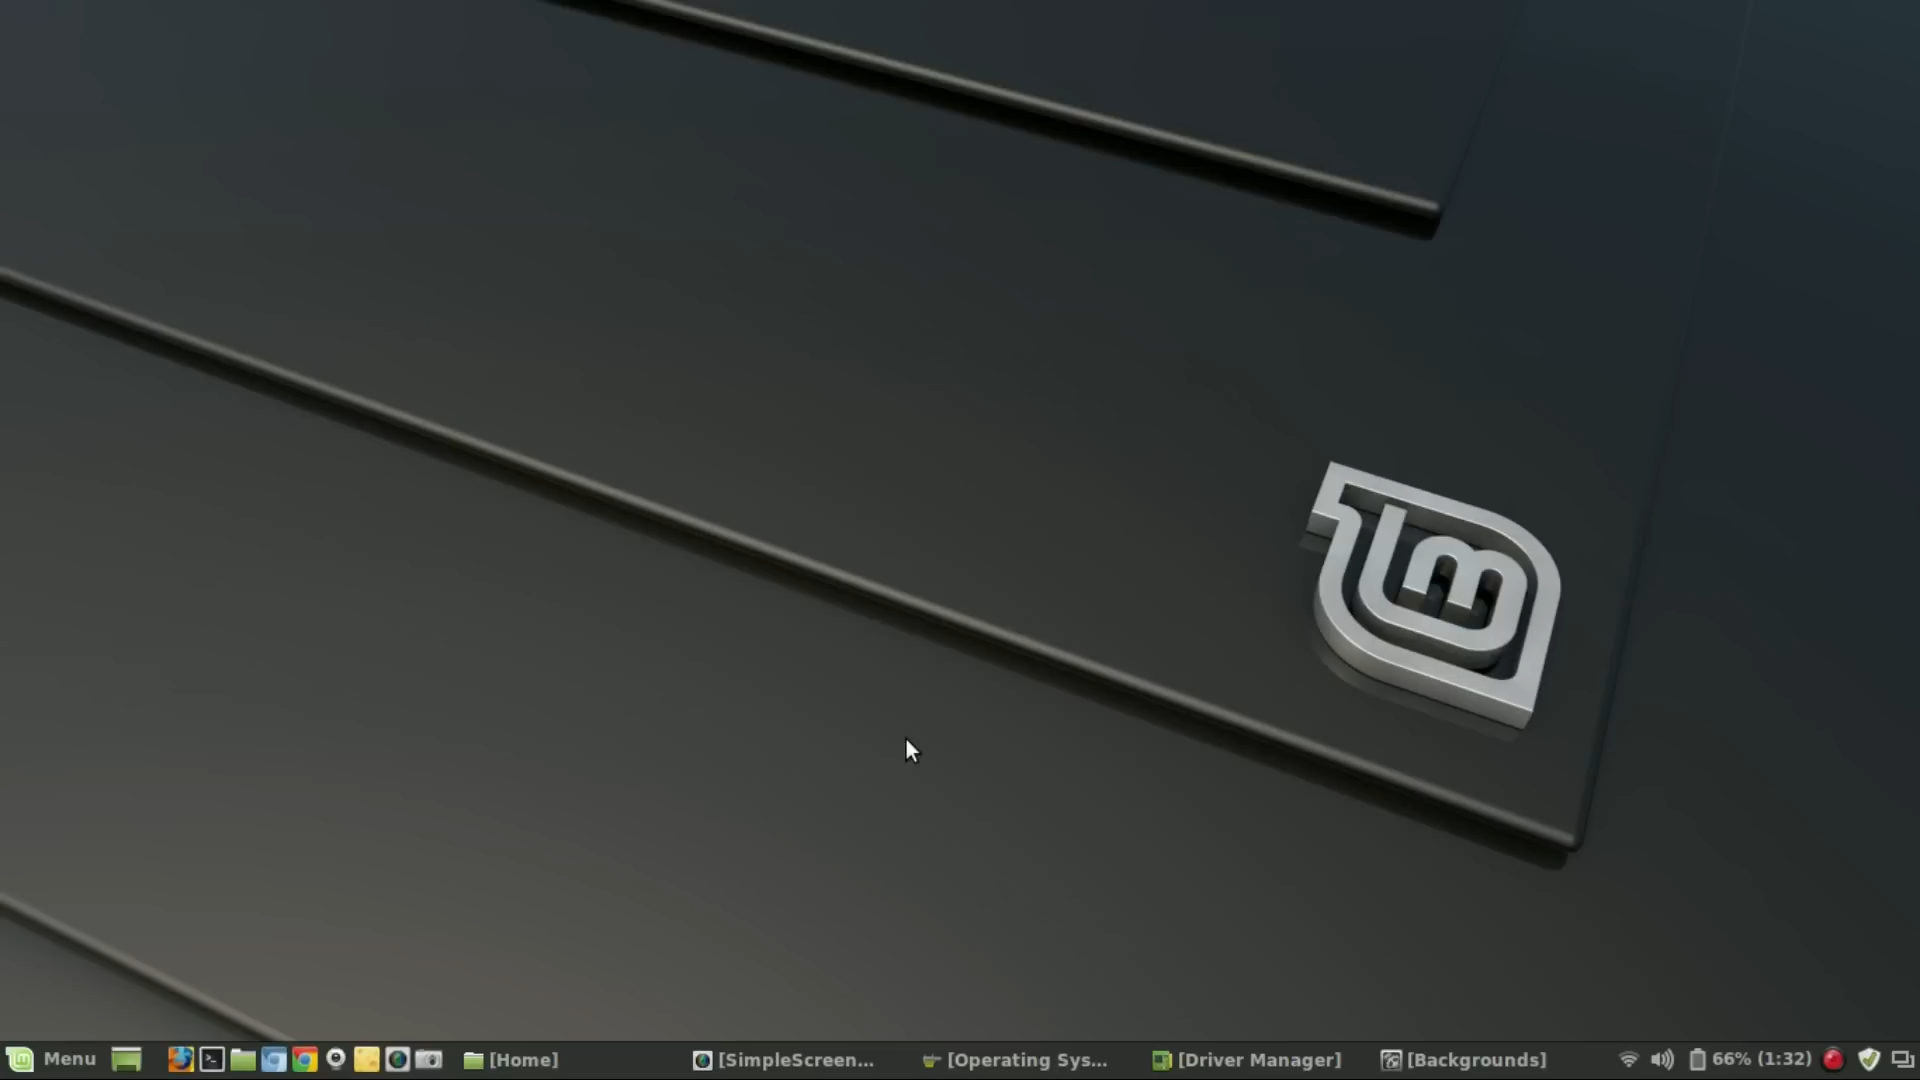 Menu
[Home]
[SimpleScreen...
[Operating Sys...
[Driver Manager]
[Backgrounds]
66% (1:32)